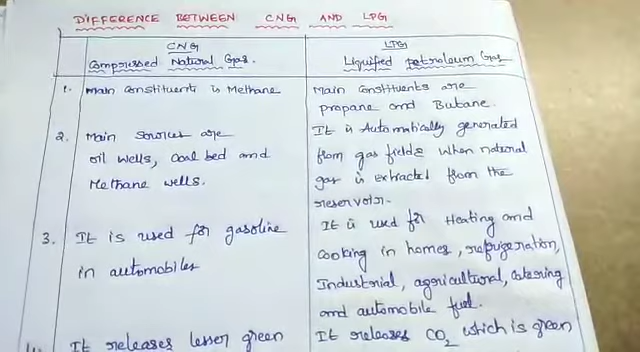 DIFFERENCE BETWEEN CNG AND LPG
CNG
Compressed Natural Gas.
LPG
Liquified petroleum Gas
1. Main Constituent is Methane
Main Constituents are
propane and Butane.
2. Main sources are
oil wells, Coal bed and
Methane wells.
It is Automatically generated
from gas fields when natural
gas is extracted from the
reservoir.
3. It is used for gasoline
in automobiles
It is used for Heating and
cooking in homes, refrigeration,
Industrial, agricultural, catering
and automobile fuel.
It releases lesser green
It releases CO2 which is green